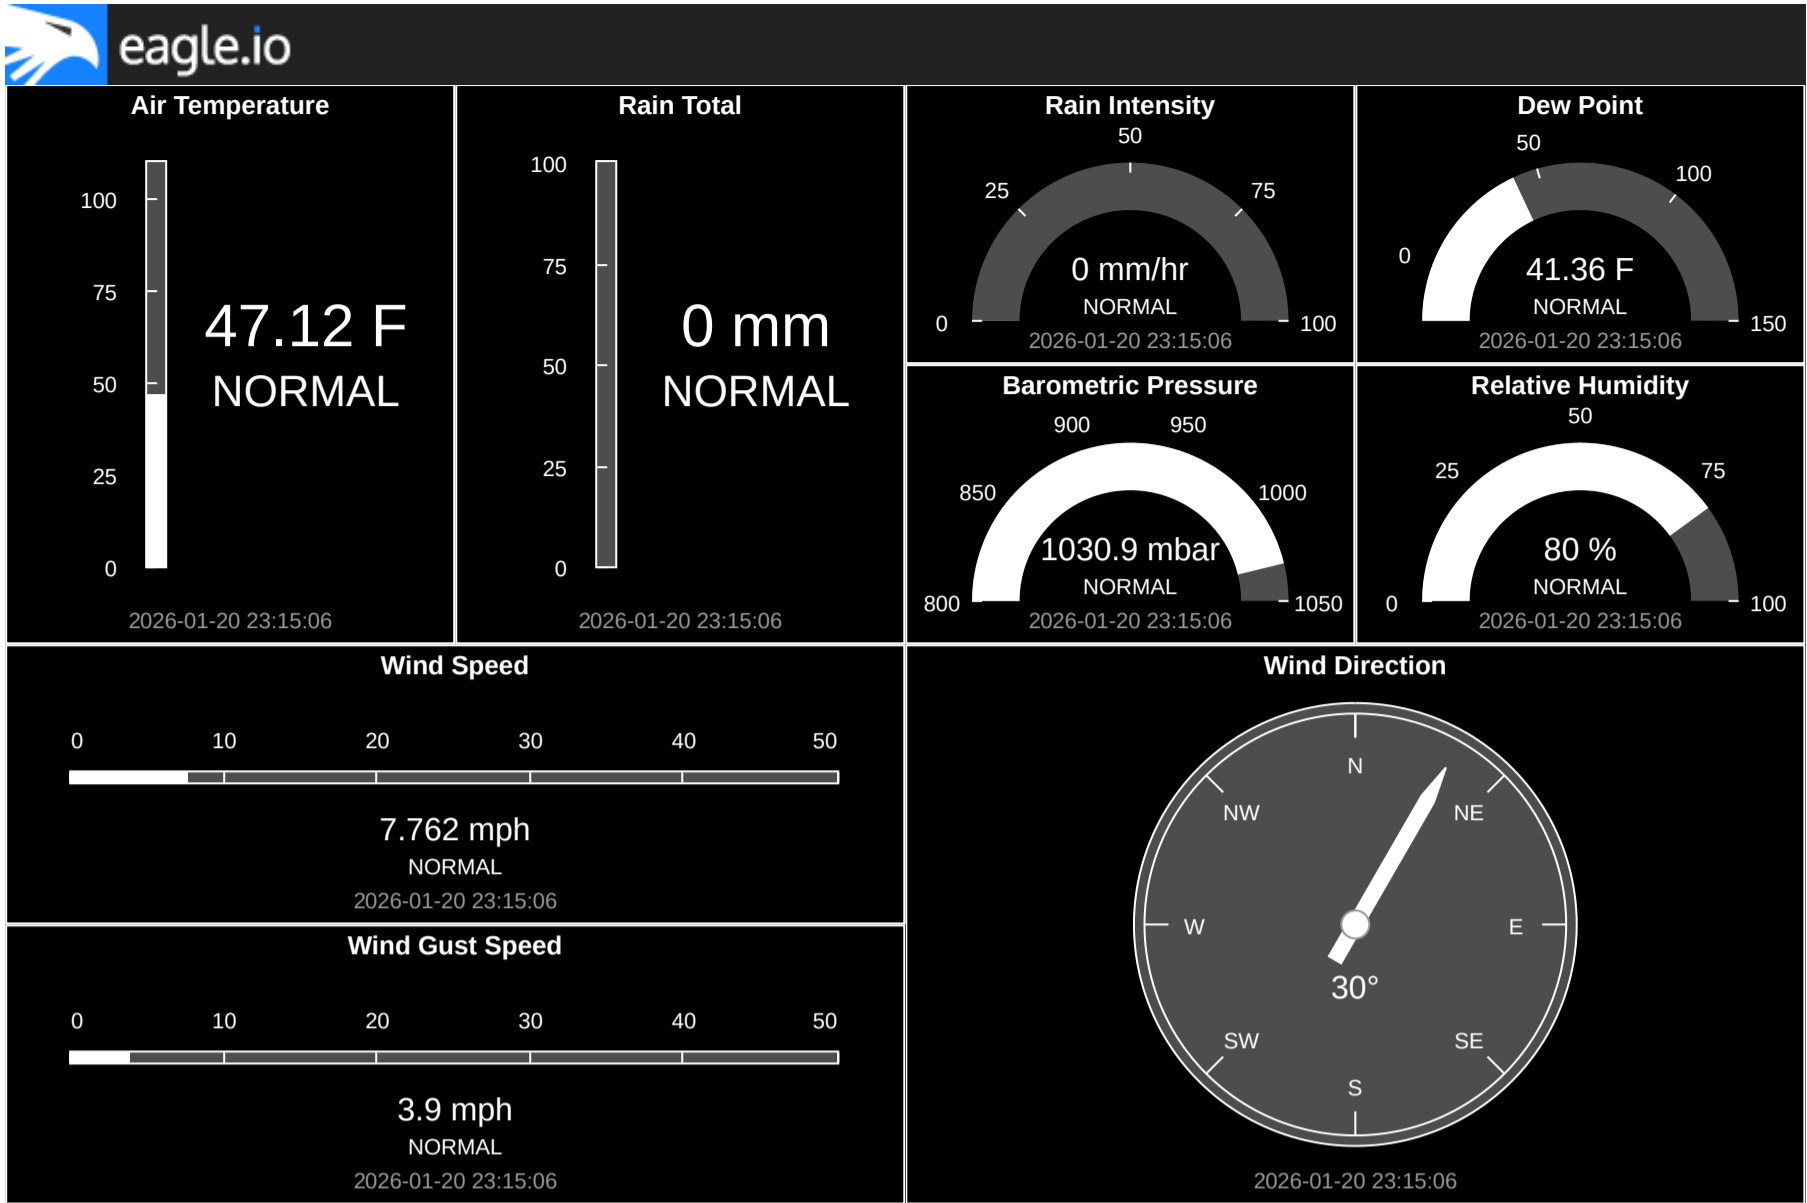 eagle.io
Air Temperature
100
75
50
25
0
47.12 F
NORMAL
2026-01-20 23:15:06
Rain Total
100
75
50
25
0
0 mm
NORMAL
2026-01-20 23:15:06
Rain Intensity
0
25
50
75
100
0 mm/hr
NORMAL
2026-01-20 23:15:06
Dew Point
0
50
100
150
41.36 F
NORMAL
2026-01-20 23:15:06
Barometric Pressure
800
850
900
950
1000
1050
1030.9 mbar
NORMAL
2026-01-20 23:15:06
Relative Humidity
0
25
50
75
100
80 %
NORMAL
2026-01-20 23:15:06
Wind Speed
0 10 20 30 40 50
7.762 mph
NORMAL
2026-01-20 23:15:06
Wind Gust Speed
0 10 20 30 40 50
3.9 mph
NORMAL
2026-01-20 23:15:06
Wind Direction
N
NW NE
W E
30°
SW SE
S
2026-01-20 23:15:06